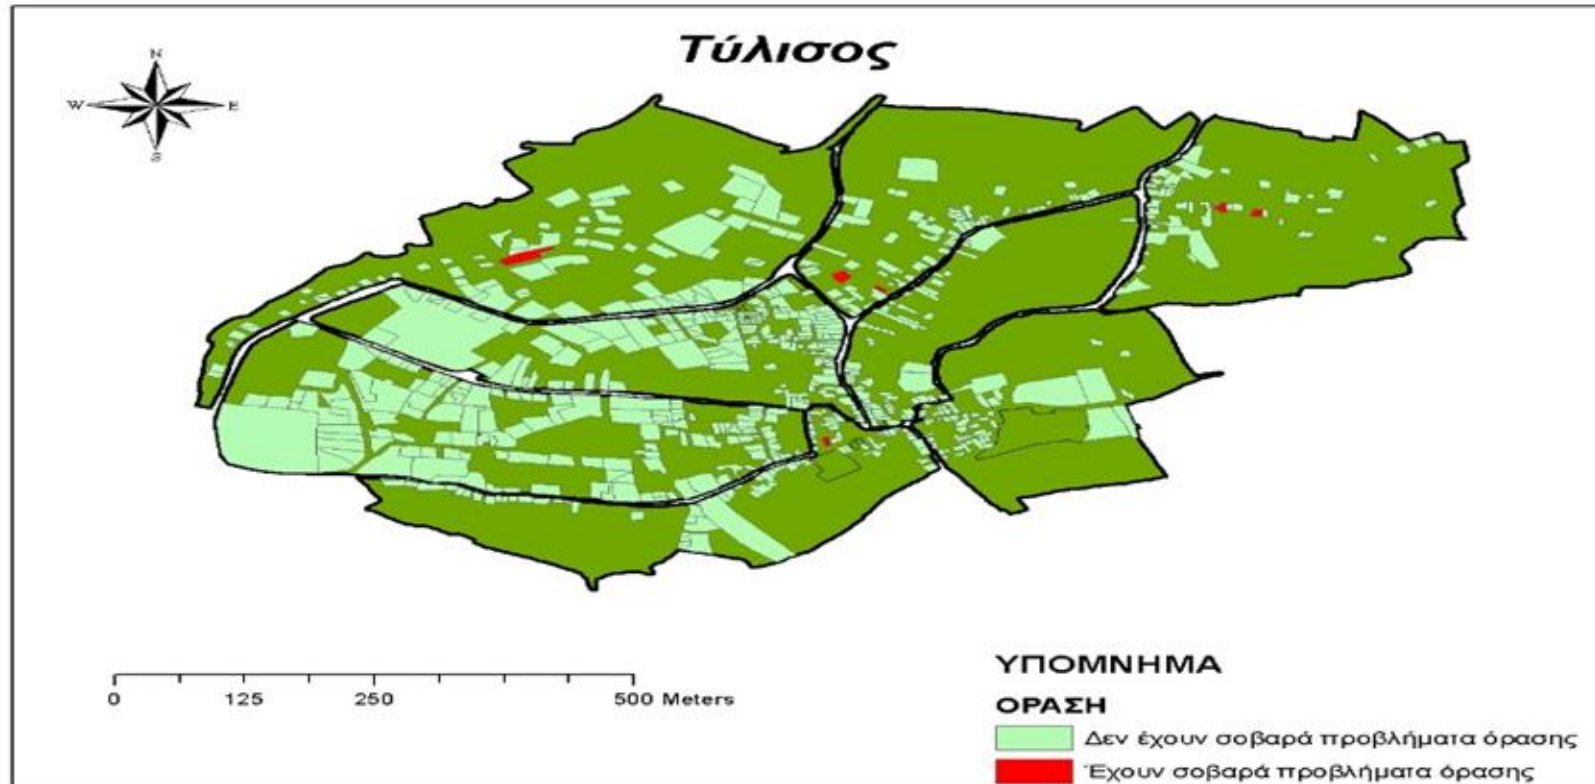 Τύλισος
N
W E
S
0 125 250 500 Meters
ΥΠΟΜΝΗΜΑ
ΟΡΑΣΗ
Δεν έχουν σοβαρά προβλήματα όρασης
Έχουν σοβαρά προβλήματα όρασης